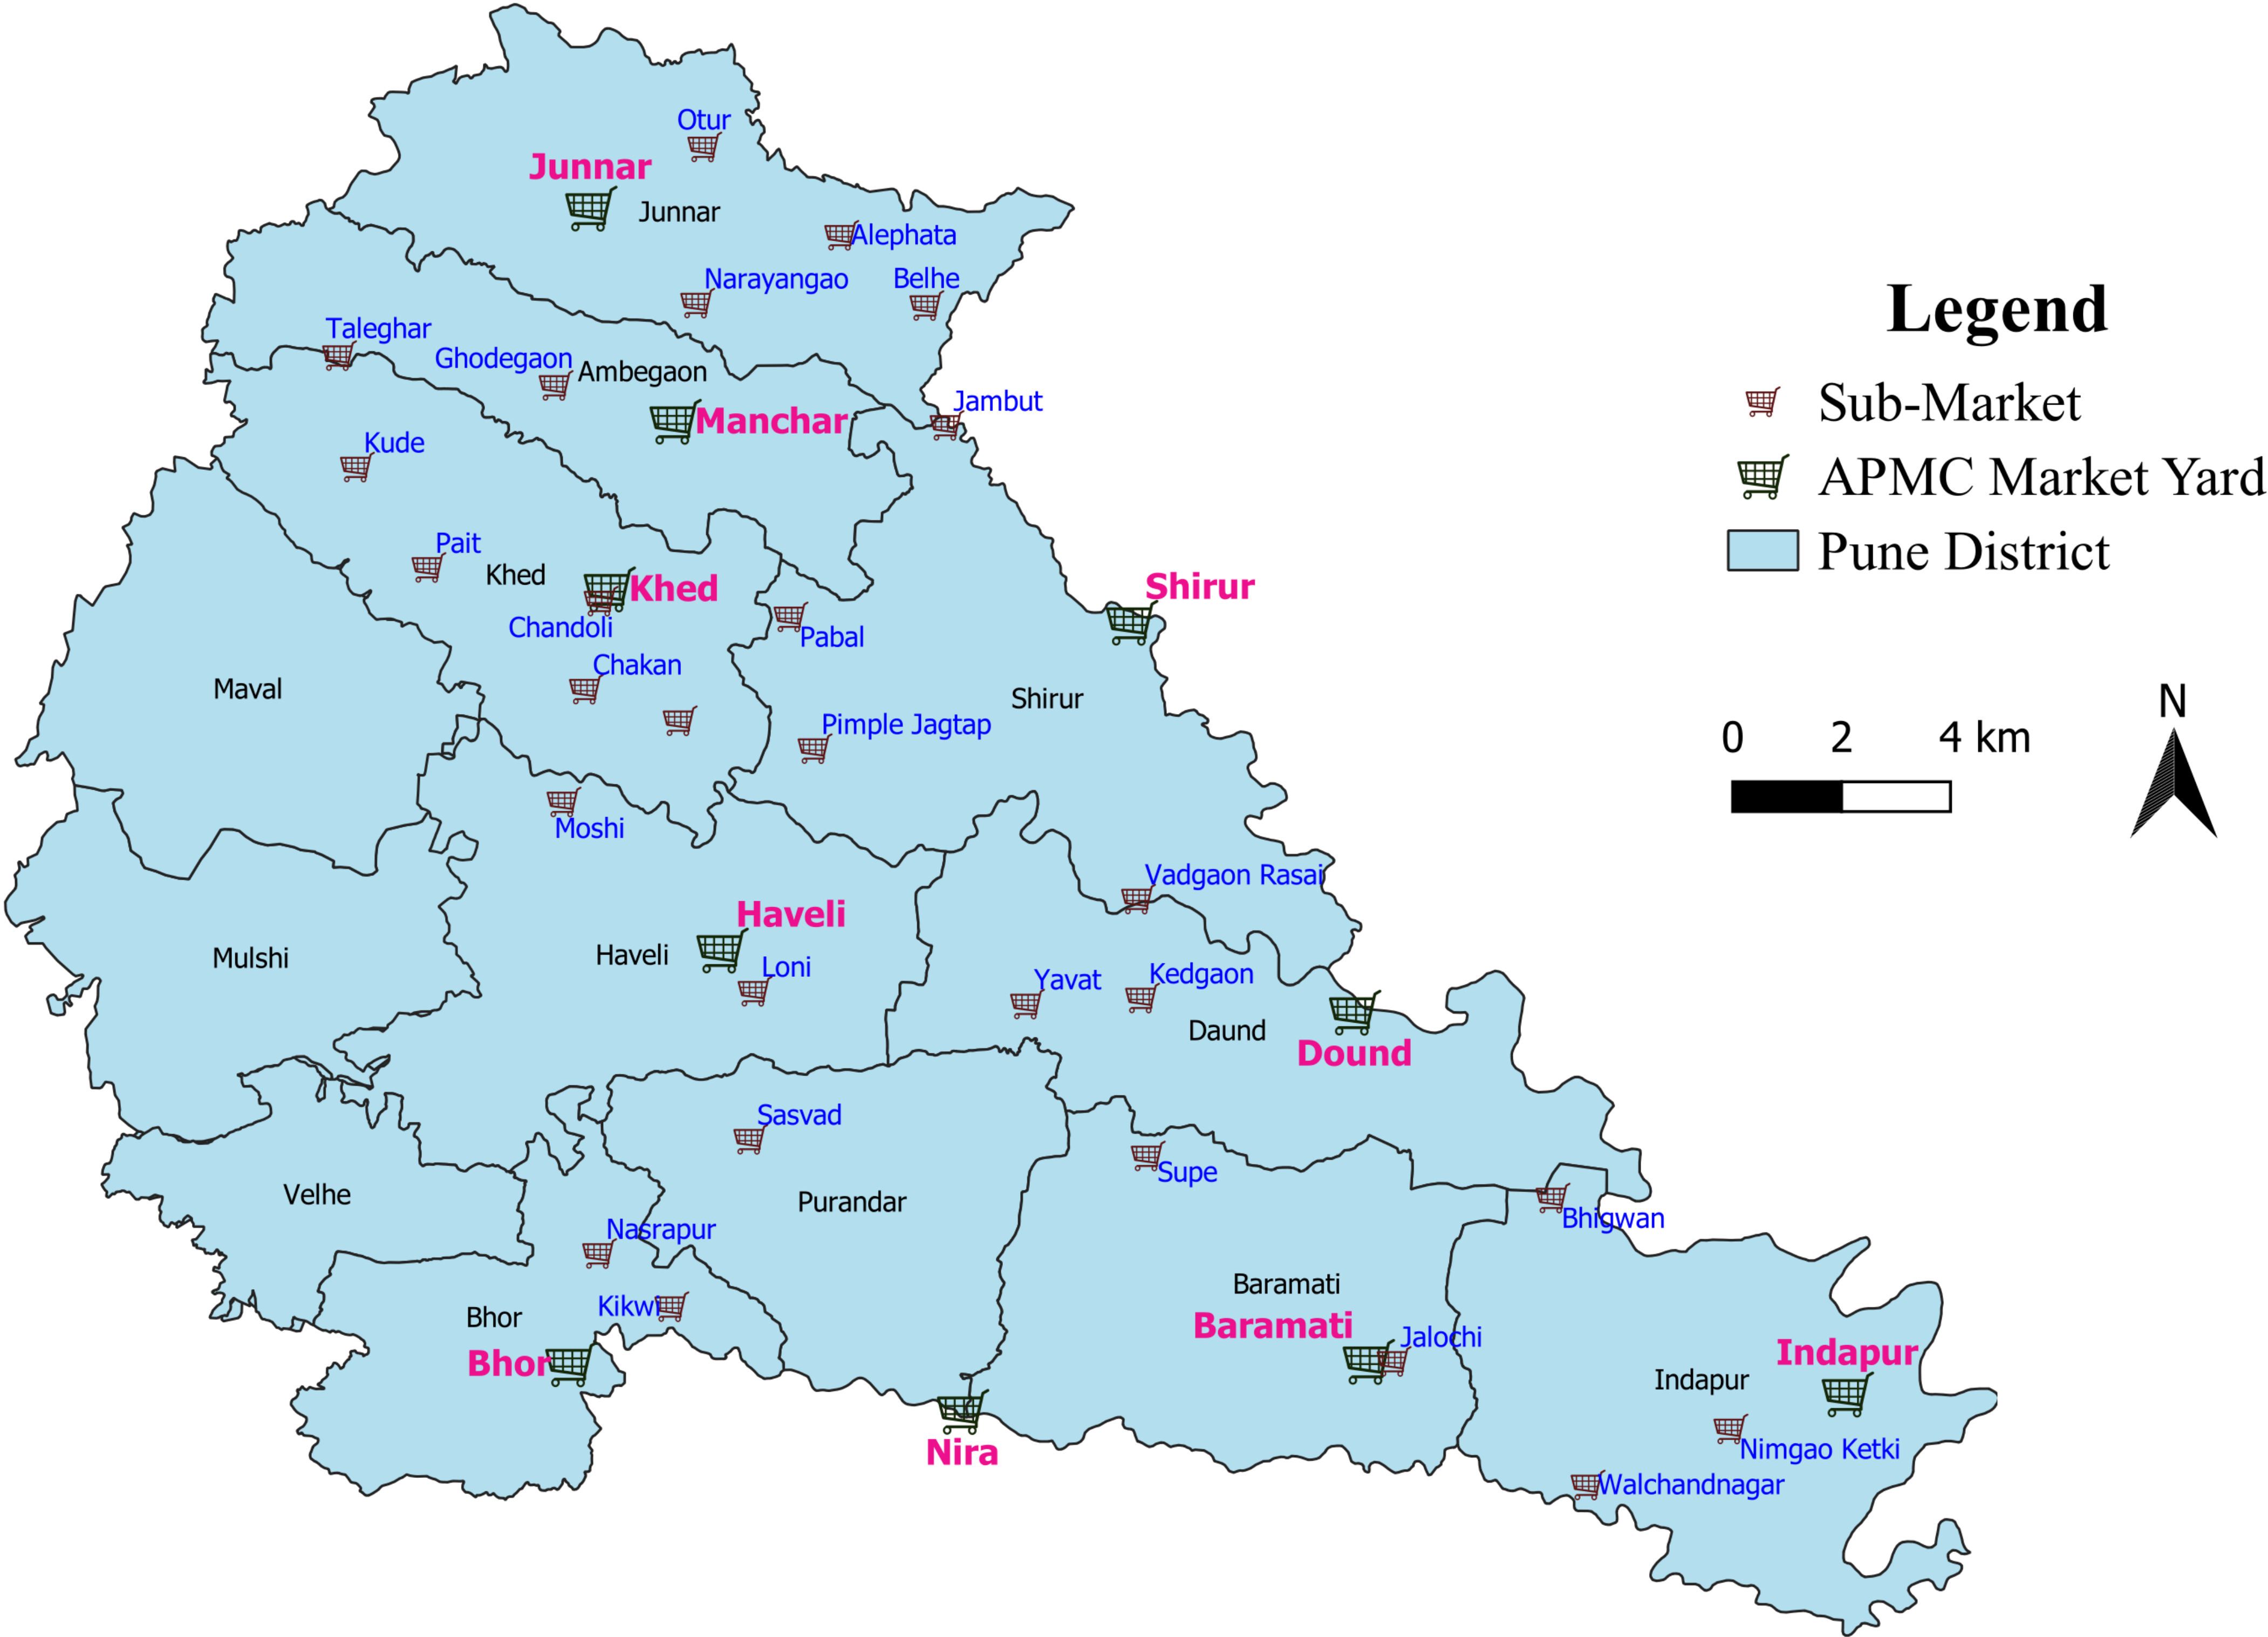 Otur
Junnar
Junnar
Alephata
Narayangao
Belhe
Taleghar
Ghodegaon
Ambegaon
Jambut
Manchar
Kude
Pait
Khed
Khed
Chandoli
Shirur
Pabal
Chakan
Maval
Shirur
Pimple Jagtap
Moshi
Vadgaon Rasai
Haveli
Haveli
Mulshi
Loni
Yavat
Kedgaon
Daund
Dound
Sasvad
Supe
Velhe
Purandar
Nasrapur
Bhigwan
Baramati
Kikwi
Bhor
Baramati
Jalochi
Bhor
Indapur
Indapur
Nira
Nimgao Ketki
Walchandnagar
Legend
Sub-Market
APMC Market Yard
Pune District
N
0 2 4 km